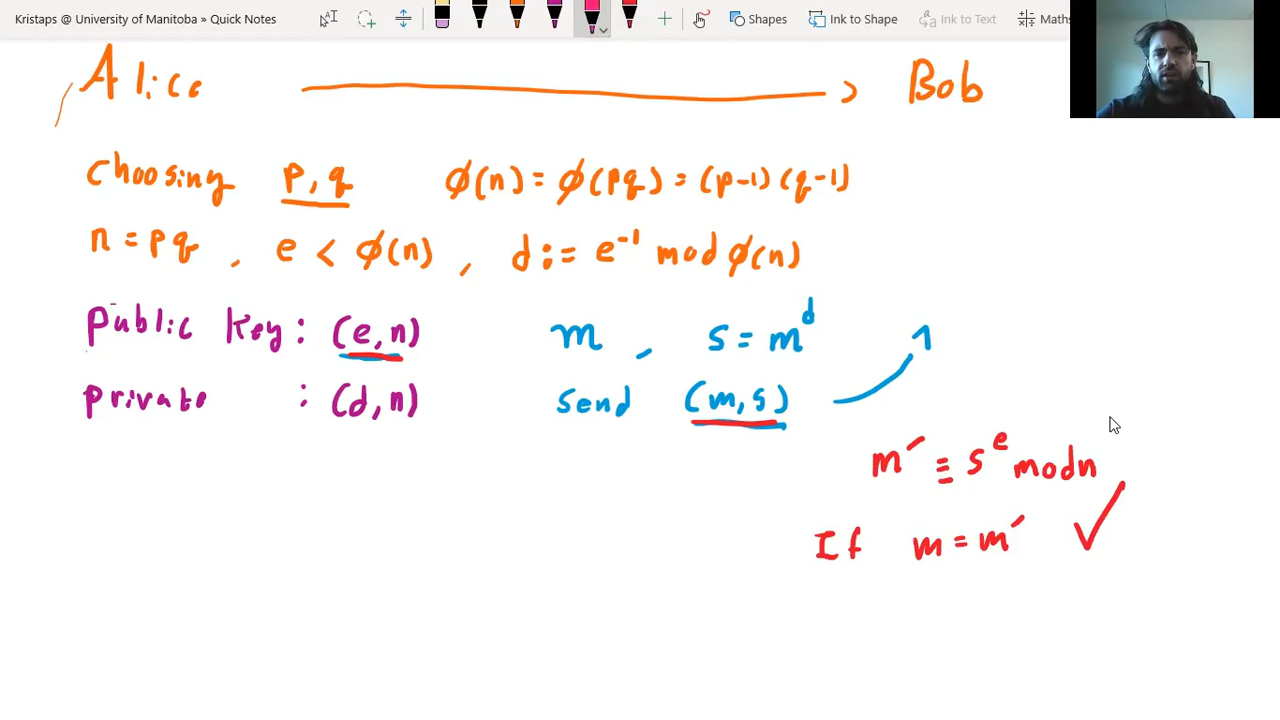 Kristaps @ University of Manitoba » Quick Notes
Shapes
Ink to Shape
Ink to Text
Maths
Alice → Bob
Choosing p, q ϕ(n) = ϕ(pq) = (p-1)(q-1)
n = pq , e < ϕ(n) , d := e⁻¹ mod ϕ(n)
public key: (e,n) m , s = m^d
private : (d,n) send (m,s)
m′ ≡ s^e mod n
If m = m′ ✓